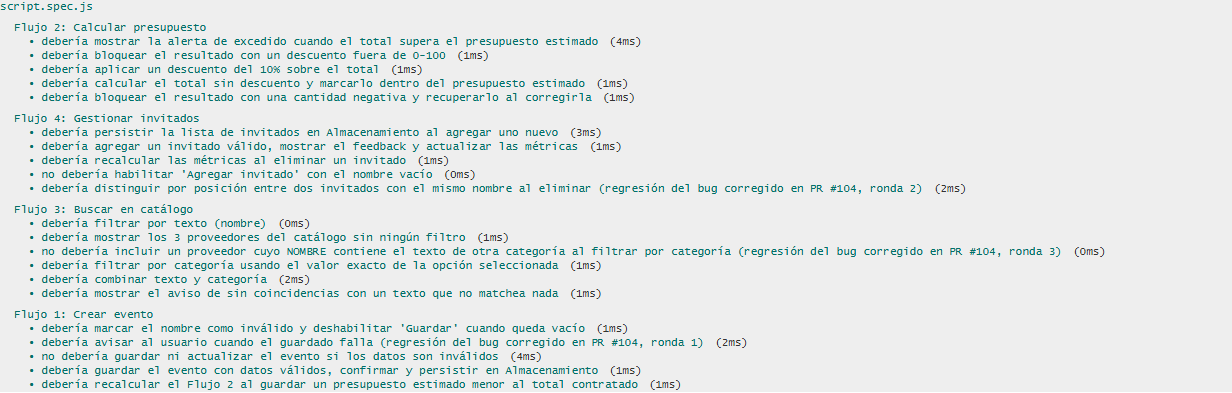 script.spec.js
Flujo 2: Calcular presupuesto
• debería mostrar la alerta de excedido cuando el total supera el presupuesto estimado (4ms)
• debería bloquear el resultado con un descuento fuera de 0-100 (1ms)
• debería aplicar un descuento del 10% sobre el total (1ms)
• debería calcular el total sin descuento y marcarlo dentro del presupuesto estimado (1ms)
• debería bloquear el resultado con una cantidad negativa y recuperarlo al corregirla (1ms)
Flujo 4: Gestionar invitados
• debería persistir la lista de invitados en Almacenamiento al agregar uno nuevo (3ms)
• debería agregar un invitado válido, mostrar el feedback y actualizar las métricas (1ms)
• debería recalcular las métricas al eliminar un invitado (1ms)
• no debería habilitar 'Agregar invitado' con el nombre vacío (0ms)
• debería distinguir por posición entre dos invitados con el mismo nombre al eliminar (regresión del bug corregido en PR #104, ronda 2) (2ms)
Flujo 3: Buscar en catálogo
• debería filtrar por texto (nombre) (0ms)
• debería mostrar los 3 proveedores del catálogo sin ningún filtro (1ms)
• no debería incluir un proveedor cuyo NOMBRE contiene el texto de otra categoría al filtrar por categoría (regresión del bug corregido en PR #104, ronda 3) (0ms)
• debería filtrar por categoría usando el valor exacto de la opción seleccionada (1ms)
• debería combinar texto y categoría (2ms)
• debería mostrar el aviso de sin coincidencias con un texto que no matchea nada (1ms)
Flujo 1: Crear evento
• debería marcar el nombre como inválido y deshabilitar 'Guardar' cuando queda vacío (1ms)
• debería avisar al usuario cuando el guardado falla (regresión del bug corregido en PR #104, ronda 1) (2ms)
• no debería guardar ni actualizar el evento si los datos son inválidos (4ms)
• debería guardar el evento con datos válidos, confirmar y persistir en Almacenamiento (1ms)
• debería recalcular el Flujo 2 al guardar un presupuesto estimado menor al total contratado (1ms)